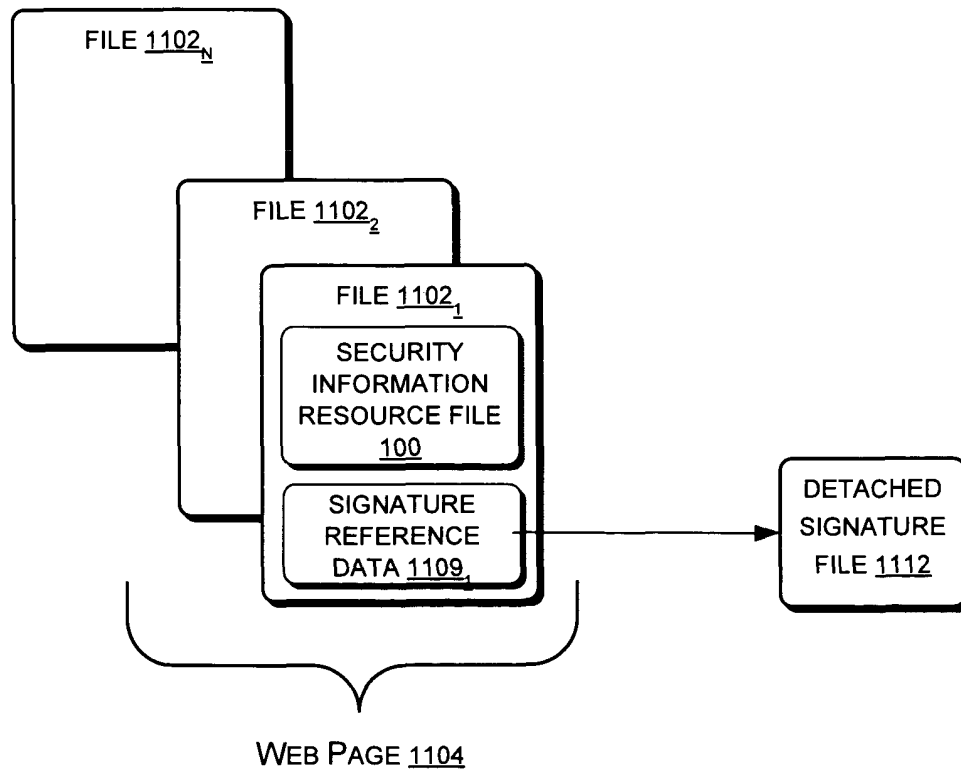 FILE 1102N
FILE 11022
FILE 11021
SECURITY
INFORMATION
RESOURCE FILE
100
SIGNATURE
REFERENCE
DATA 11091
DETACHED
SIGNATURE
FILE 1112
WEB PAGE 1104